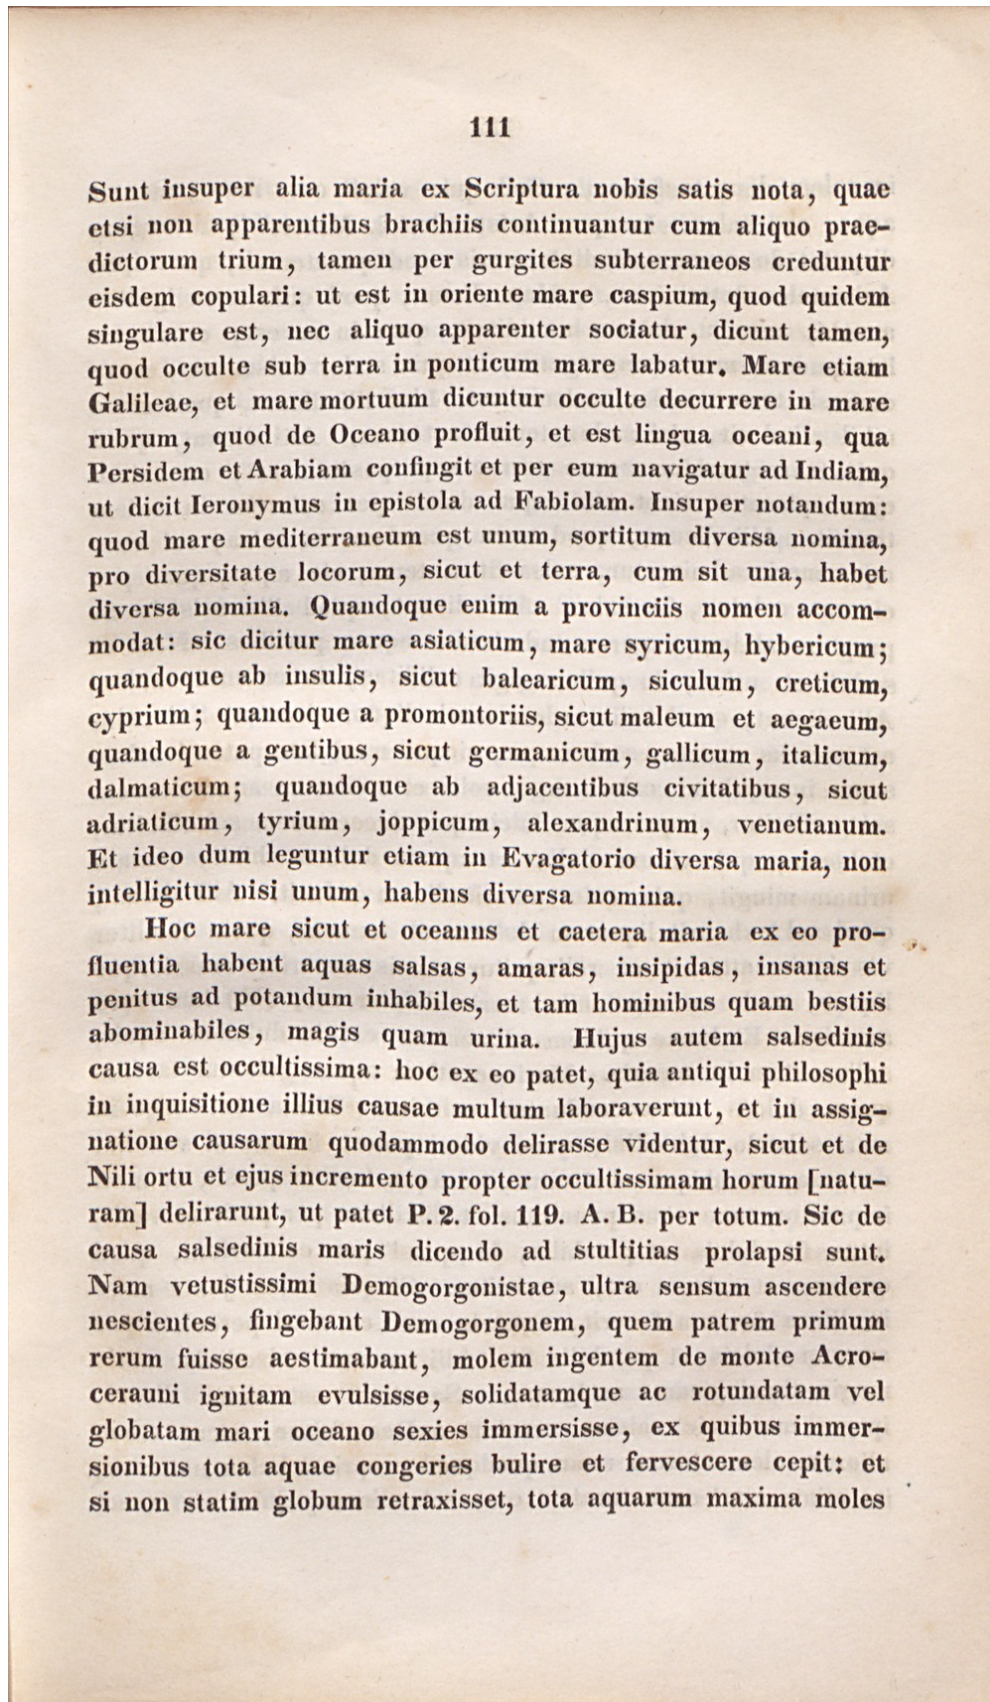 111
Sunt insuper alia maria ex Scriptura nobis satis nota, quae
etsi non apparentibus brachiis continuantur cum aliquo prae-
dictorum trium, tamen per gurgites subterraneos creduntur
eisdem copulari: ut est in oriente mare caspium, quod quidem
singulare est, nec aliquo apparenter sociatur, dicunt tamen,
quod occulte sub terra in ponticum mare labatur. Mare etiam
Galileae, et mare mortuum dicuntur occulte decurrere in mare
rubrum, quod de Oceano profluit, et est lingua oceani, qua
Persidem et Arabiam confingit et per eum navigatur ad Indiam,
ut dicit Ieronymus in epistola ad Fabiolam. Insuper notandum:
quod mare mediterraneum est unum, sortitum diversa nomina,
pro diversitate locorum, sicut et terra, cum sit una, habet
diversa nomina. Quandoque enim a provinciis nomen accom-
modat: sic dicitur mare asiaticum, mare syricum, hybericum;
quandoque ab insulis, sicut balearicum, siculum, creticum,
cyprium; quandoque a promontoriis, sicut maleum et aegaeum,
quandoque a gentibus, sicut germanicum, gallicum, italicum,
dalmaticum; quandoque ab adjacentibus civitatibus, sicut
adriaticum, tyrium, joppicum, alexandrinum, venetianum.
Et ideo dum leguntur etiam in Evagatorio diversa maria, non
intelligitur nisi unum, habens diversa nomina.
Hoc mare sicut et oceanns et caetera maria ex eo pro-
fluentia habent aquas salsas, amaras, insipidas, insanas et
penitus ad potandum inhabiles, et tam hominibus quam bestiis
abominabiles, magis quam urina. Hujus autem salsedinis
causa est occultissima: hoc ex eo patet, quia antiqui philosophi
in inquisitione illius causae multum laboraverunt, et in assig-
natione causarum quodammodo delirasse videntur, sicut et de
Nili ortu et ejus incremento propter occultissimam horum [natu-
ram] delirarunt, ut patet P. 2. fol. 119. A. B. per totum. Sic de
causa salsedinis maris dicendo ad stultitias prolapsi sunt.
Nam vetustissimi Demogorgonistae, ultra sensum ascendere
nescientes, fingebant Demogorgonem, quem patrem primum
rerum fuisse aestimabant, molem ingentem de monte Acro-
cerauni ignitam evulsisse, solidatamque ac rotundatam vel
globatam mari oceano sexies immersisse, ex quibus immer-
sionibus tota aquae congeries bulire et fervescere cepit: et
si non statim globum retraxisset, tota aquarum maxima moles